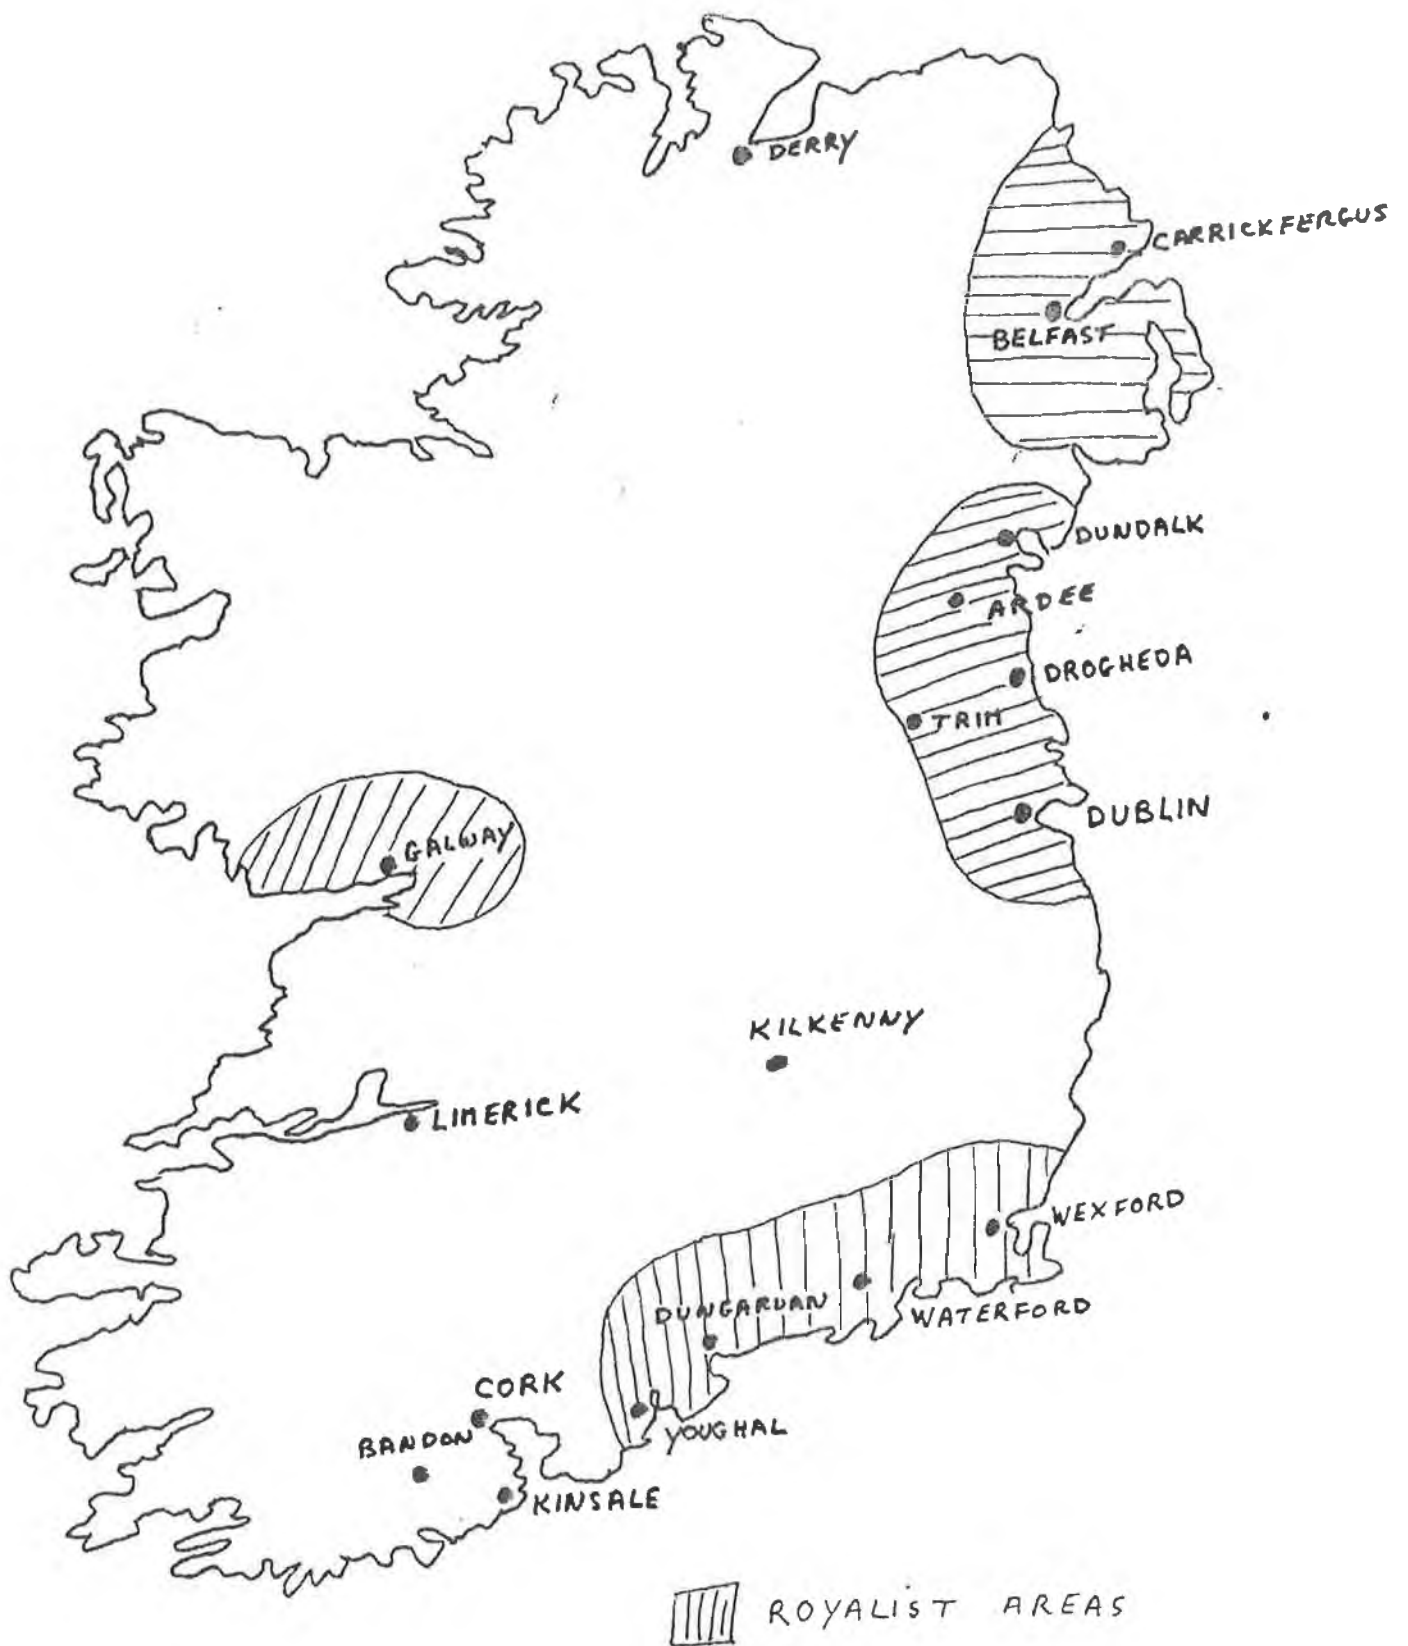 DERRY
CARRICKFERGUS
BELFAST
DUNDALK
ARDEE
DROGHEDA
TRIM
DUBLIN
GALWAY
KILKENNY
LIMERICK
WEXFORD
DUNGARVAN
WATERFORD
CORK
YOUGHAL
BANDON
KINSALE
ROYALIST AREAS